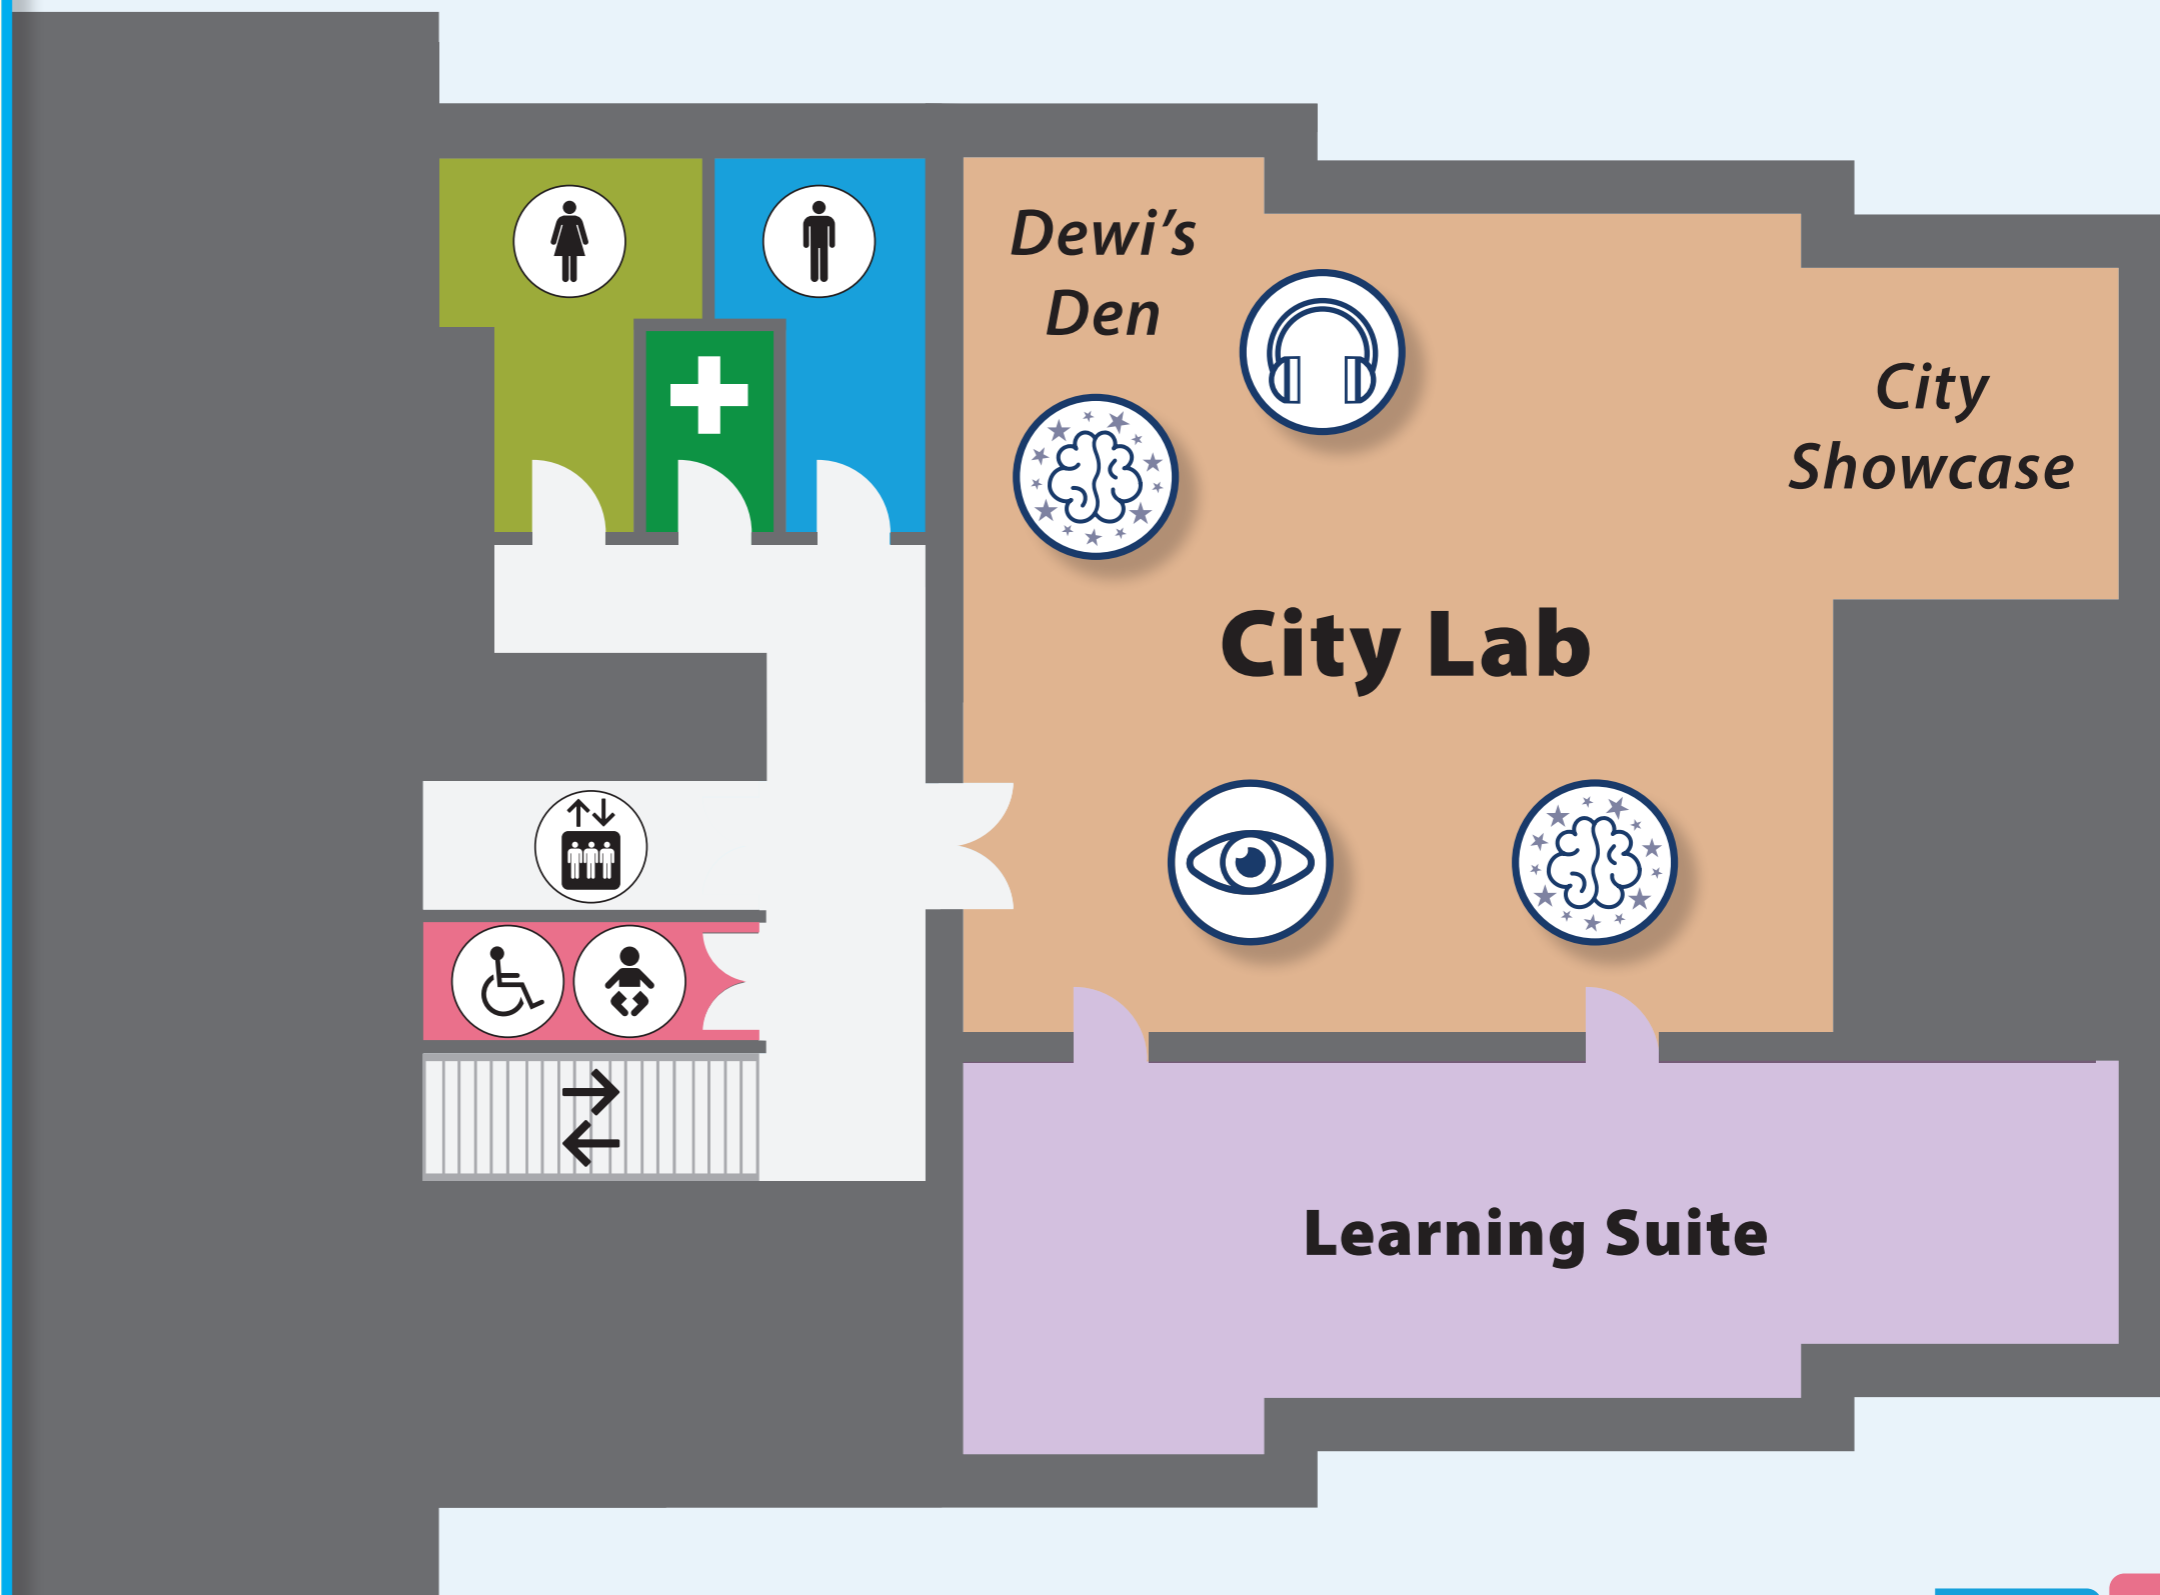 Dewi’s
Den
City
Showcase
City Lab
Learning Suite